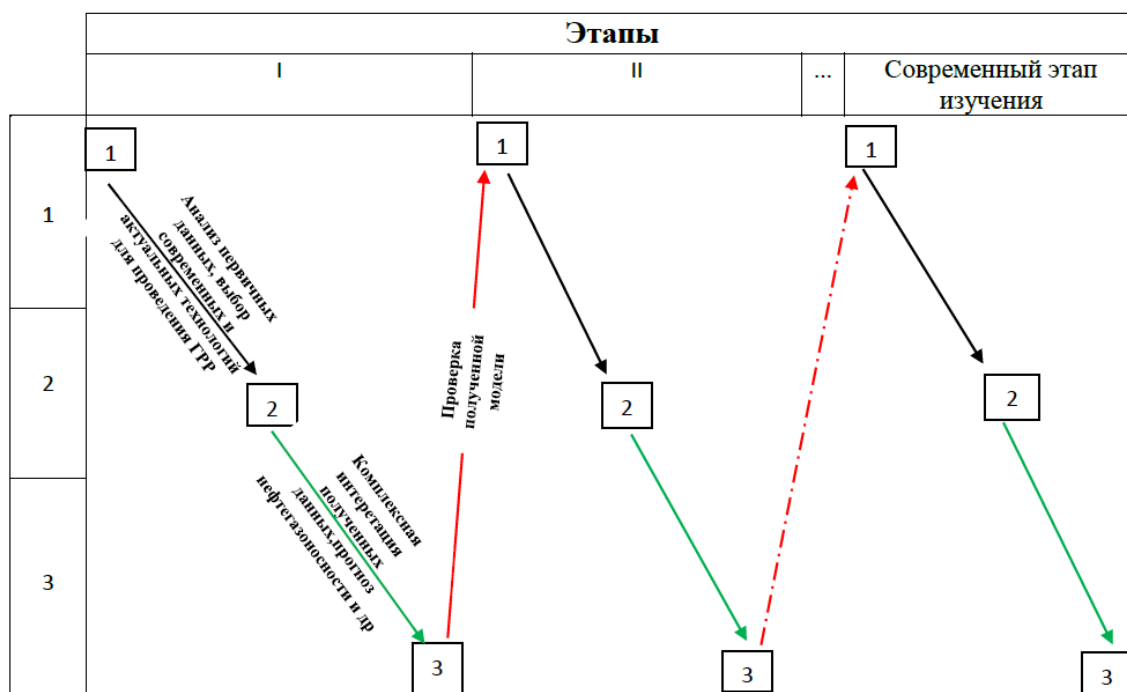 Этапы
I
II
...
Современный этап
изучения
1
2
3
1
Анализ первичных
данных, выбор
современных и
актуальных технологий
для проведения ГРР
2
Комплексная
интеретация
полученных
данных,прогноз
нефтегазоносности и др
3
Проверка
полученной
модели
1
2
3
1
2
3